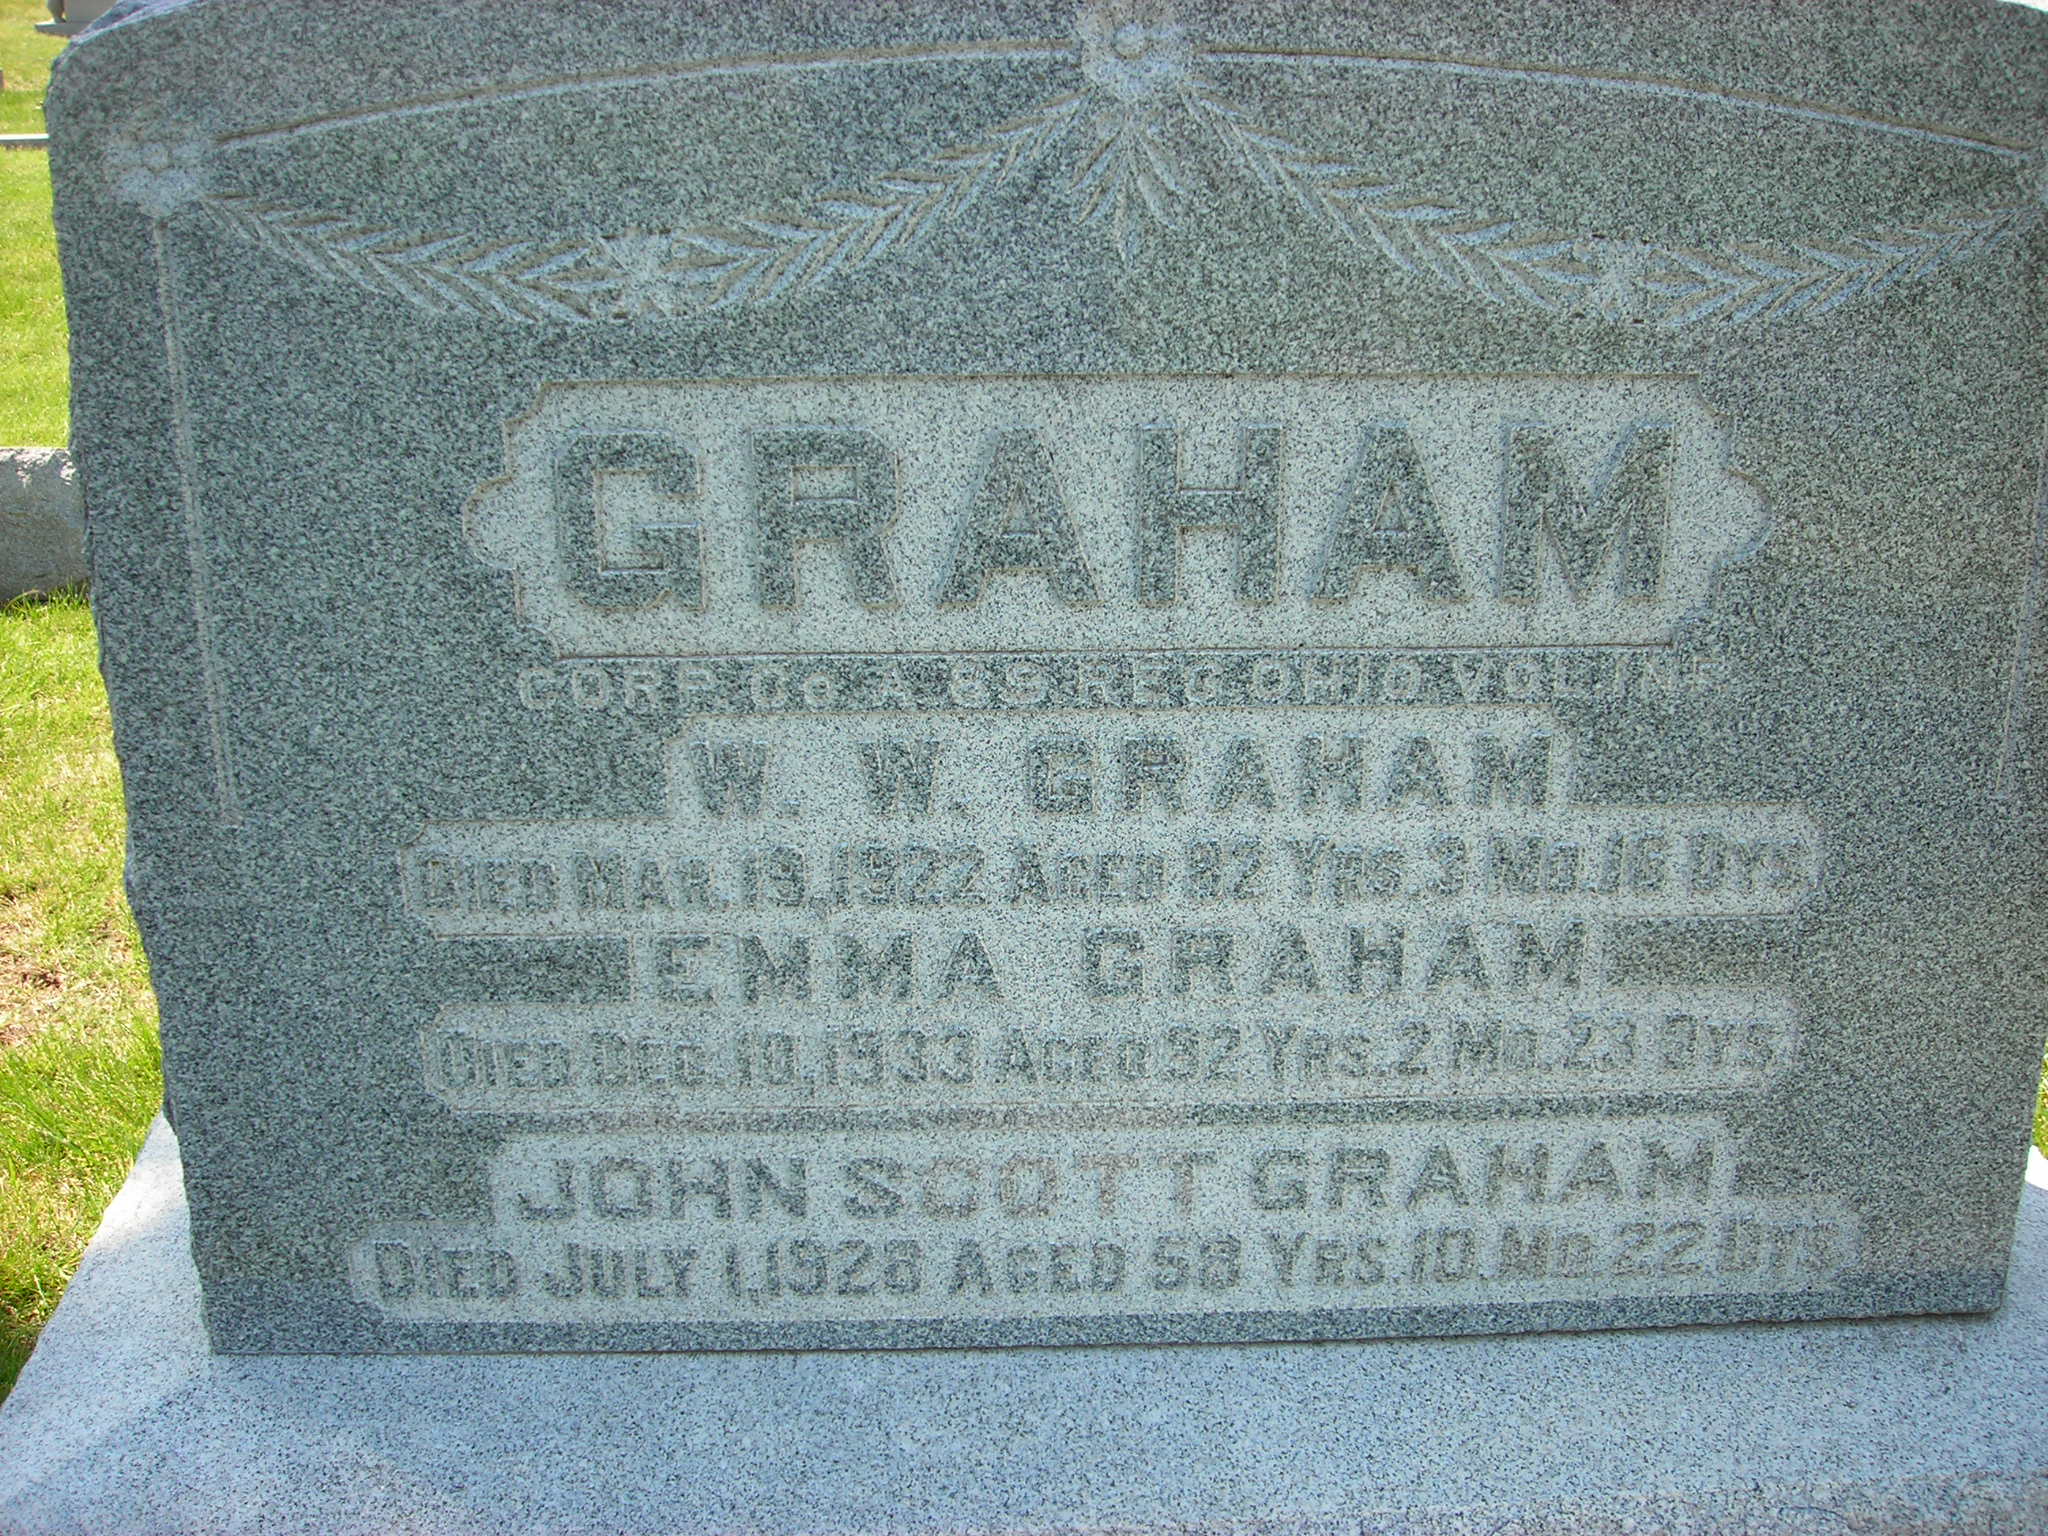 GRAHAM
CORP. CO. A. 89 REG. OHIO VOL. INF.
W. W. GRAHAM
DIED MAR. 19, 1922 AGED 82 YRS. 3 MO. 16 DYS
EMMA GRAHAM
DIED DEC. 10, 1933 AGED 92 YRS. 2 MO. 23 DYS
JOHN SCOTT GRAHAM
DIED JULY 1, 1928 AGED 58 YRS. 10. MO. 22. DYS